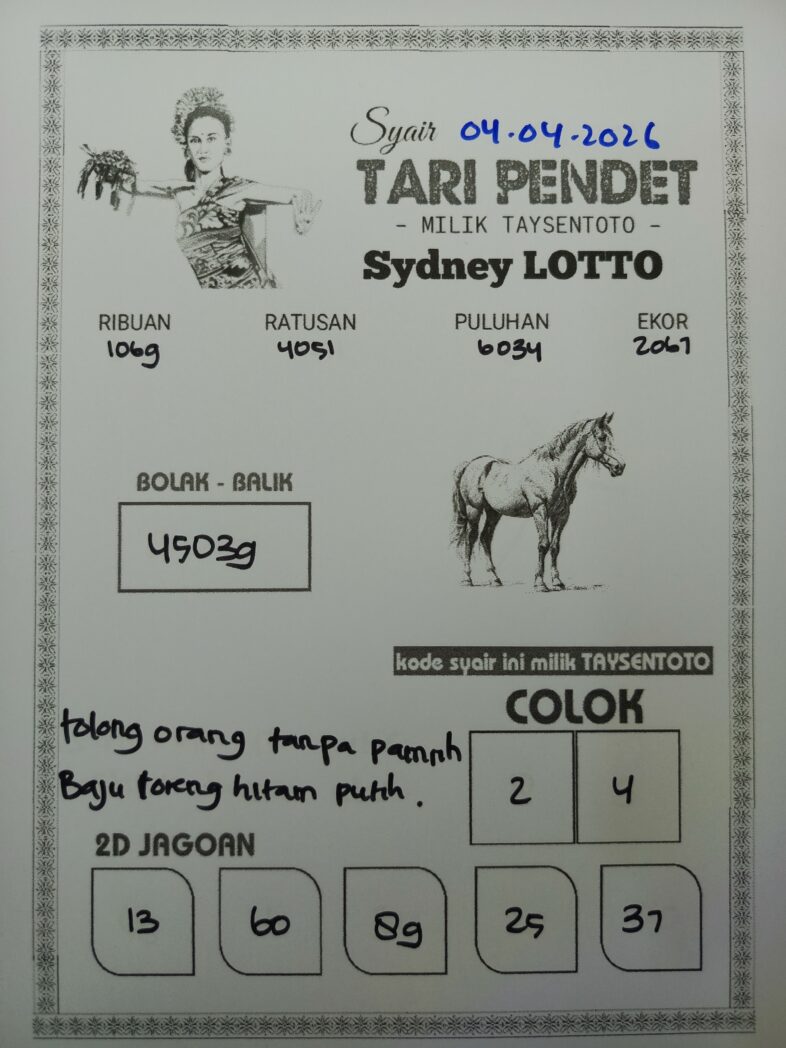 Syair 04.04.2026
TARI PENDET
- MILIK TAYSENTOTO -
Sydney LOTTO
RIBUAN RATUSAN PULUHAN EKOR
1069 4051 6034 2067
BOLAK - BALIK
45039
kode syair ini milik TAYSENTOTO
COLOK
tolong orang tanpa pamrih
Baju loreng hitam putih.
2 4
2D JAGOAN
13 60 89 25 37